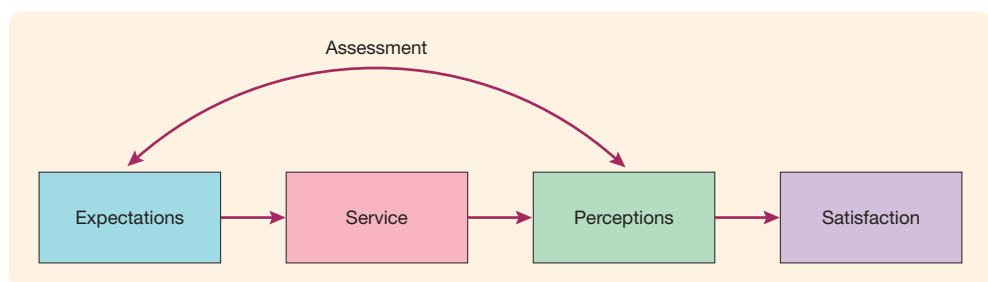 Assessment
Expectations
Service
Perceptions
Satisfaction